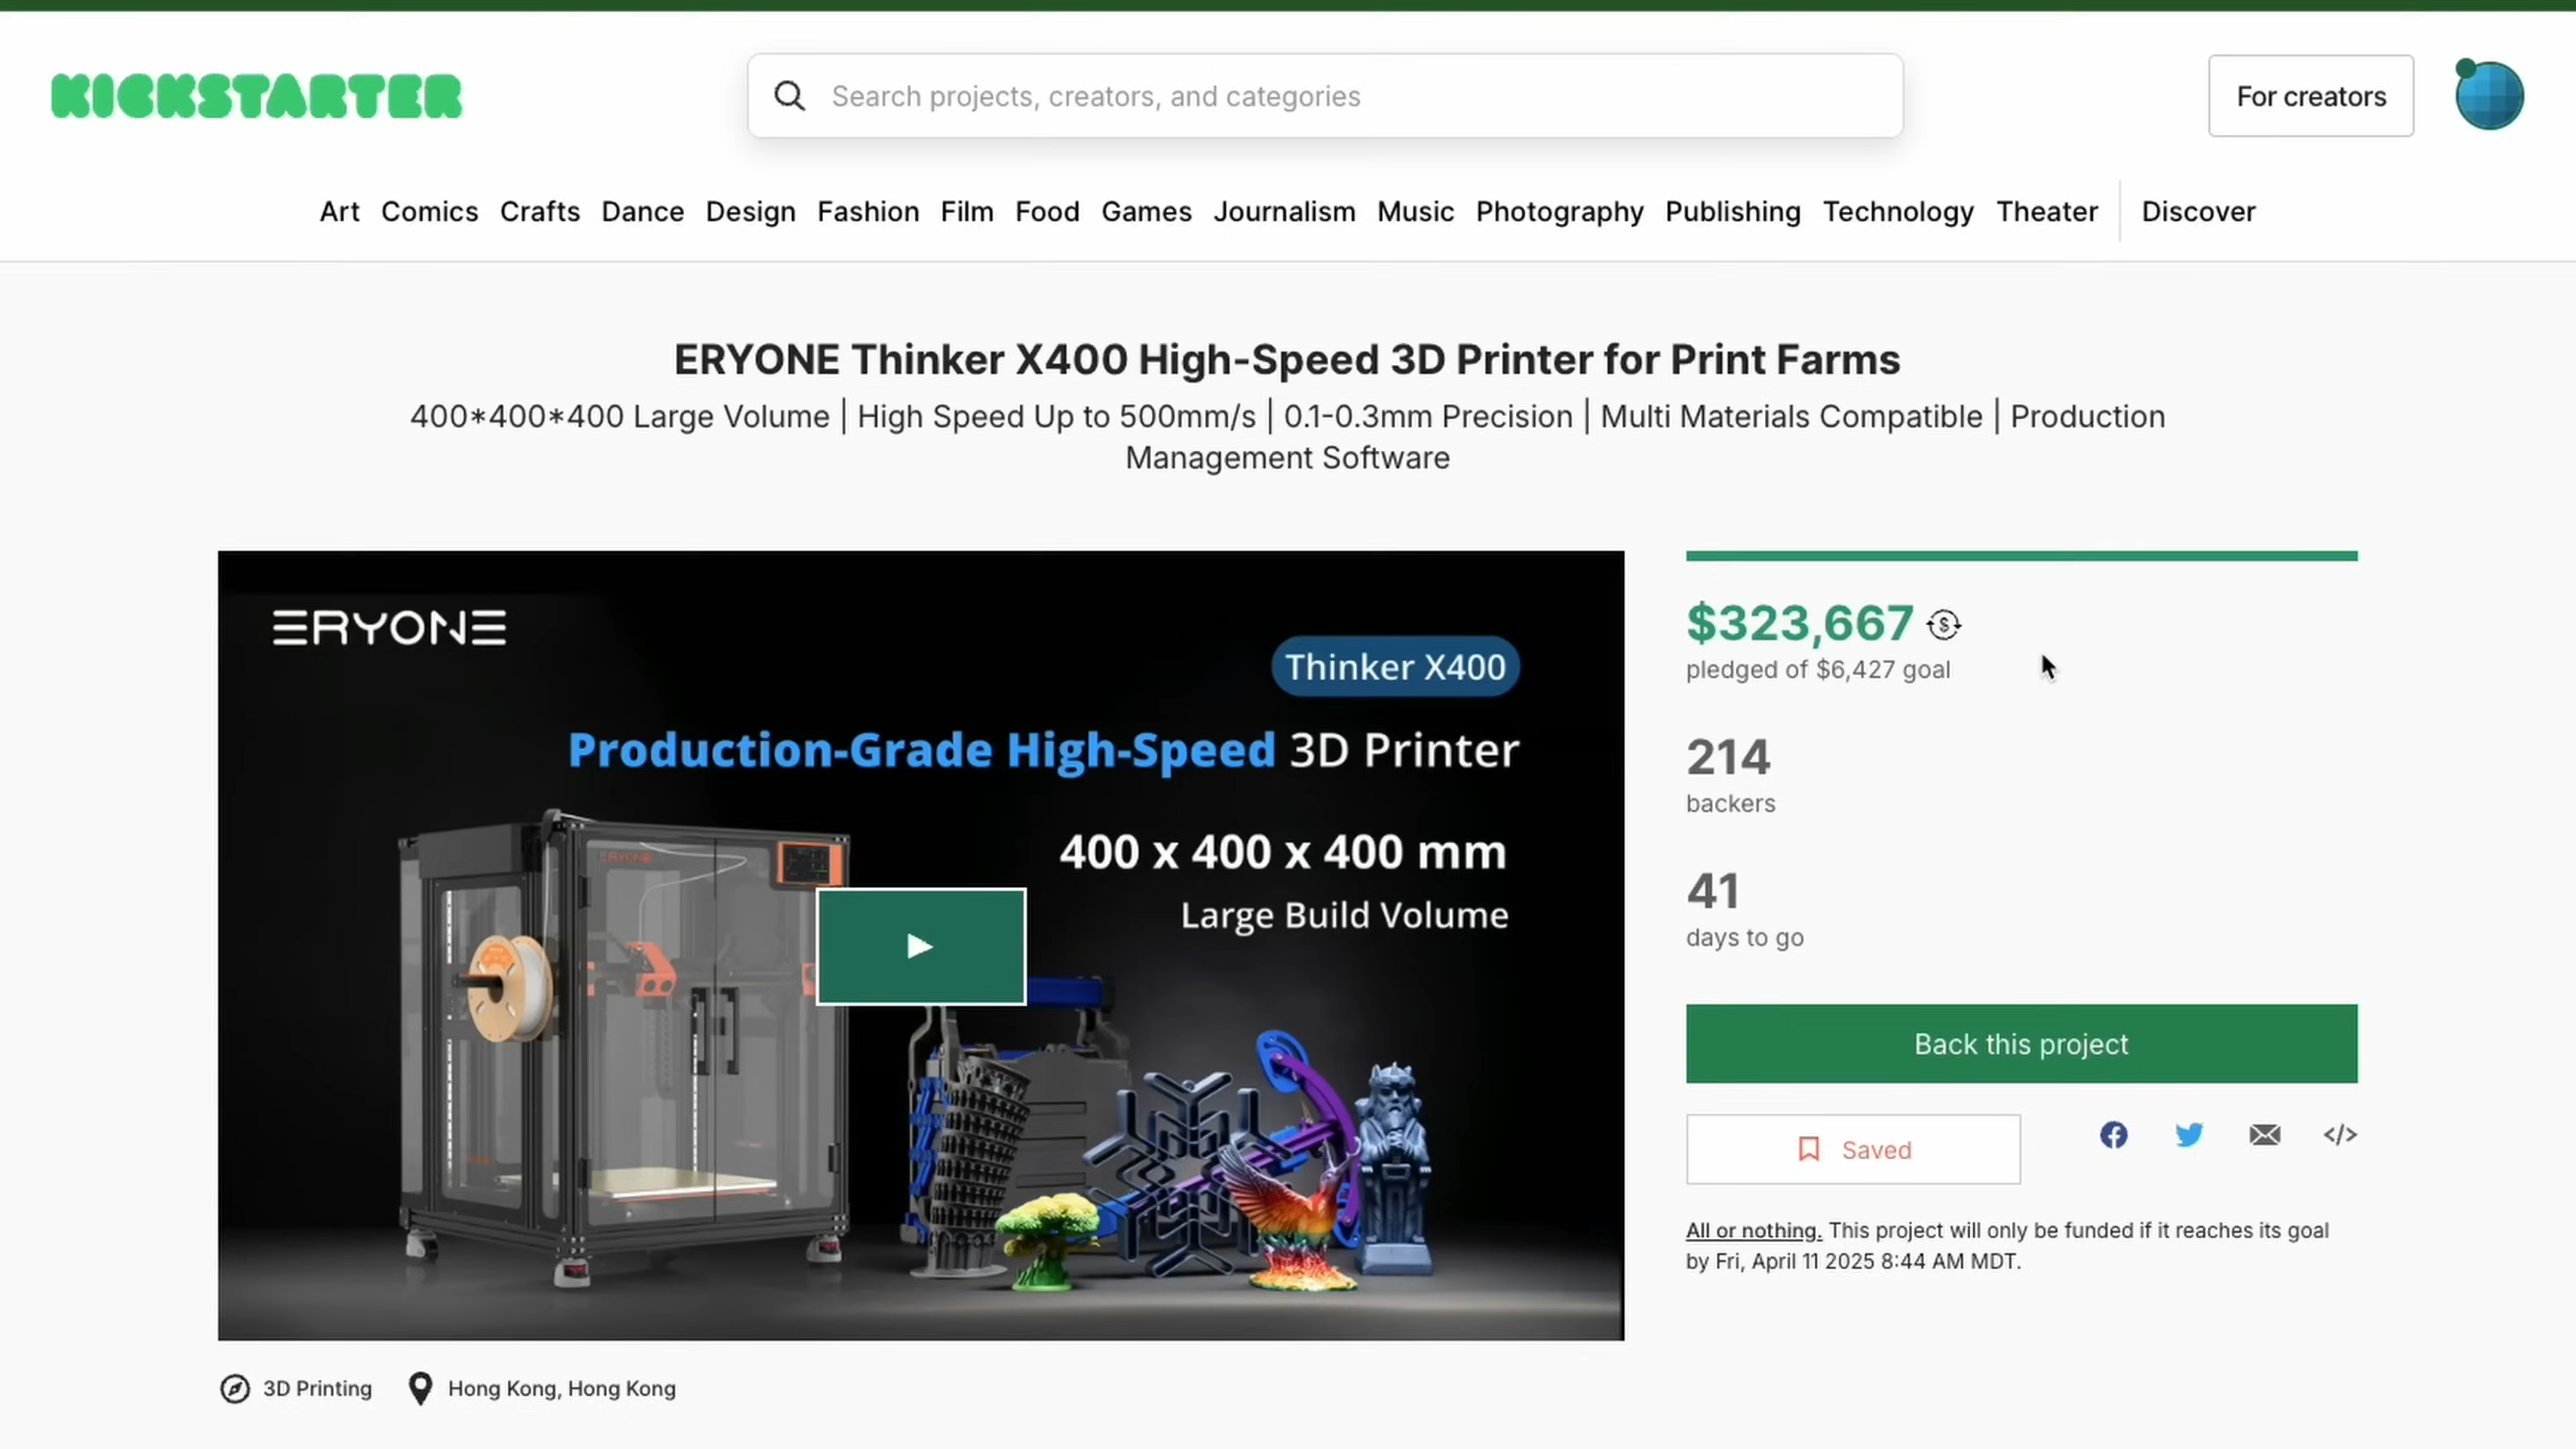 KICKSTARTER
Search projects, creators, and categories
For creators
Art Comics Crafts Dance Design Fashion Film Food Games Journalism Music Photography Publishing Technology Theater Discover
ERYONE Thinker X400 High-Speed 3D Printer for Print Farms
400*400*400 Large Volume | High Speed Up to 500mm/s | 0.1-0.3mm Precision | Multi Materials Compatible | Production
Management Software
ERYONE
Thinker X400
Production-Grade High-Speed 3D Printer
400 x 400 x 400 mm
Large Build Volume
ERYONE
$323,667
pledged of $6,427 goal
214
backers
41
days to go
Back this project
Saved
All or nothing. This project will only be funded if it reaches its goal
by Fri, April 11 2025 8:44 AM MDT.
3D Printing
Hong Kong, Hong Kong